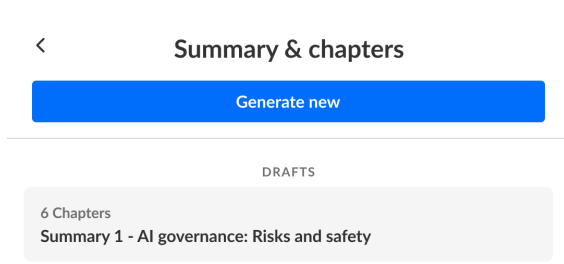 Summary & chapters
Generate new
DRAFTS
6 Chapters
Summary 1 - AI governance: Risks and safety